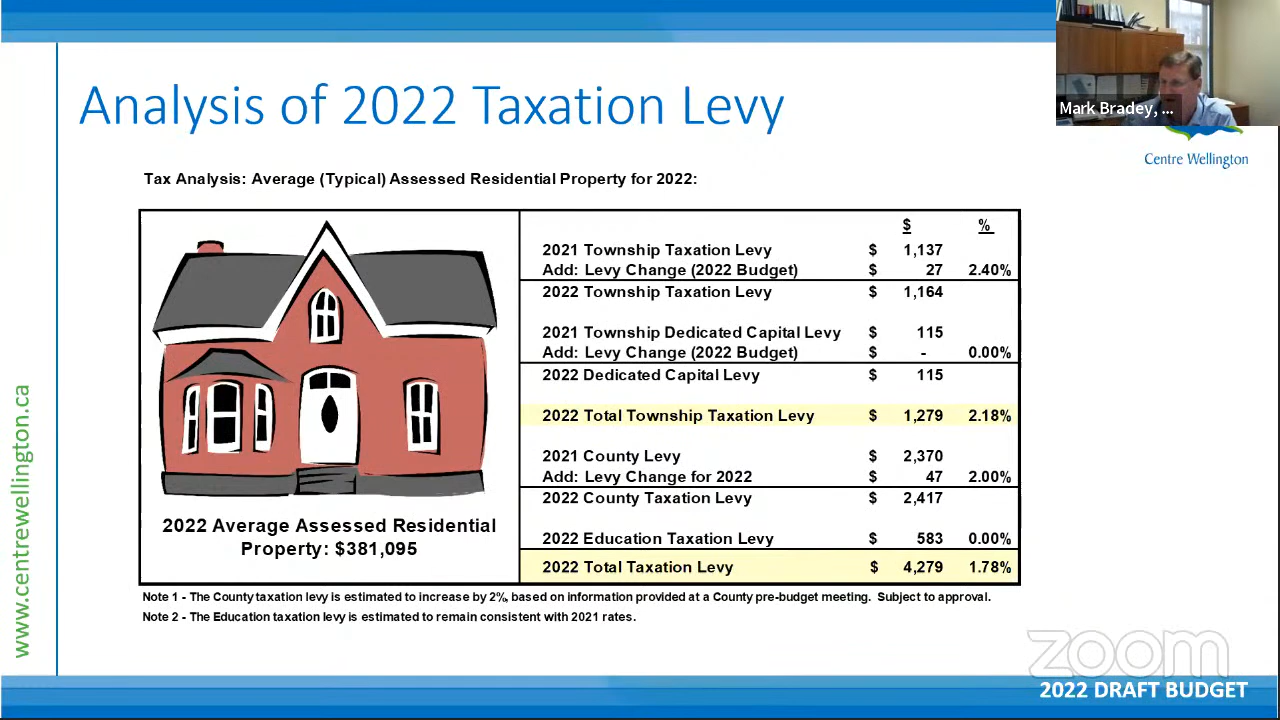 Analysis of 2022 Taxation Levy
Mark Bradey, ...
Centre Wellington
Tax Analysis: Average (Typical) Assessed Residential Property for 2022:
$ %
2021 Township Taxation Levy $ 1,137
Add: Levy Change (2022 Budget) $ 27 2.40%
2022 Township Taxation Levy $ 1,164
2021 Township Dedicated Capital Levy $ 115
Add: Levy Change (2022 Budget) $ - 0.00%
2022 Dedicated Capital Levy $ 115
2022 Total Township Taxation Levy $ 1,279 2.18%
2021 County Levy $ 2,370
Add: Levy Change for 2022 $ 47 2.00%
2022 County Taxation Levy $ 2,417
2022 Education Taxation Levy $ 583 0.00%
2022 Total Taxation Levy $ 4,279 1.78%
2022 Average Assessed Residential
Property: $381,095
Note 1 - The County taxation levy is estimated to increase by 2%, based on information provided at a County pre-budget meeting. Subject to approval.
Note 2 - The Education taxation levy is estimated to remain consistent with 2021 rates.
www.centrewellington.ca
zoom
2022 DRAFT BUDGET